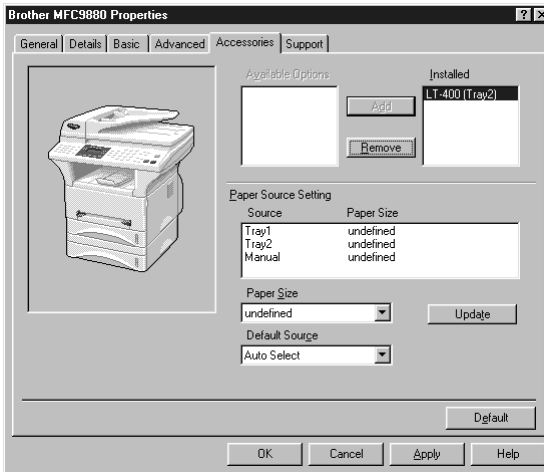 Brother MFC9880 Properties
General Details Basic Advanced Accessories Support
Available Options
Installed
LT-400 (Tray2)
Add
Remove
Paper Source Setting
Source Paper Size
Tray1 undefined
Tray2 undefined
Manual undefined
Paper Size
undefined
Update
Default Source
Auto Select
Default
OK Cancel Apply Help